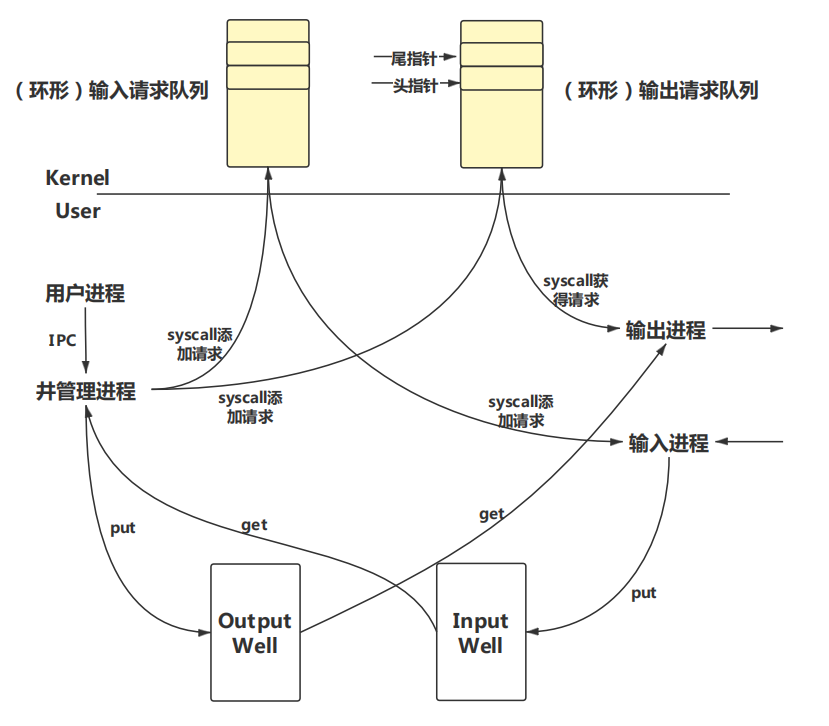 尾指针
头指针
（环形）输入请求队列
（环形）输出请求队列
Kernel
User
用户进程
IPC
syscall添
加请求
syscall获
得请求
输出进程
井管理进程
syscall添
加请求
syscall添
加请求
输入进程
put
get
get
put
Output
Well
Input
Well